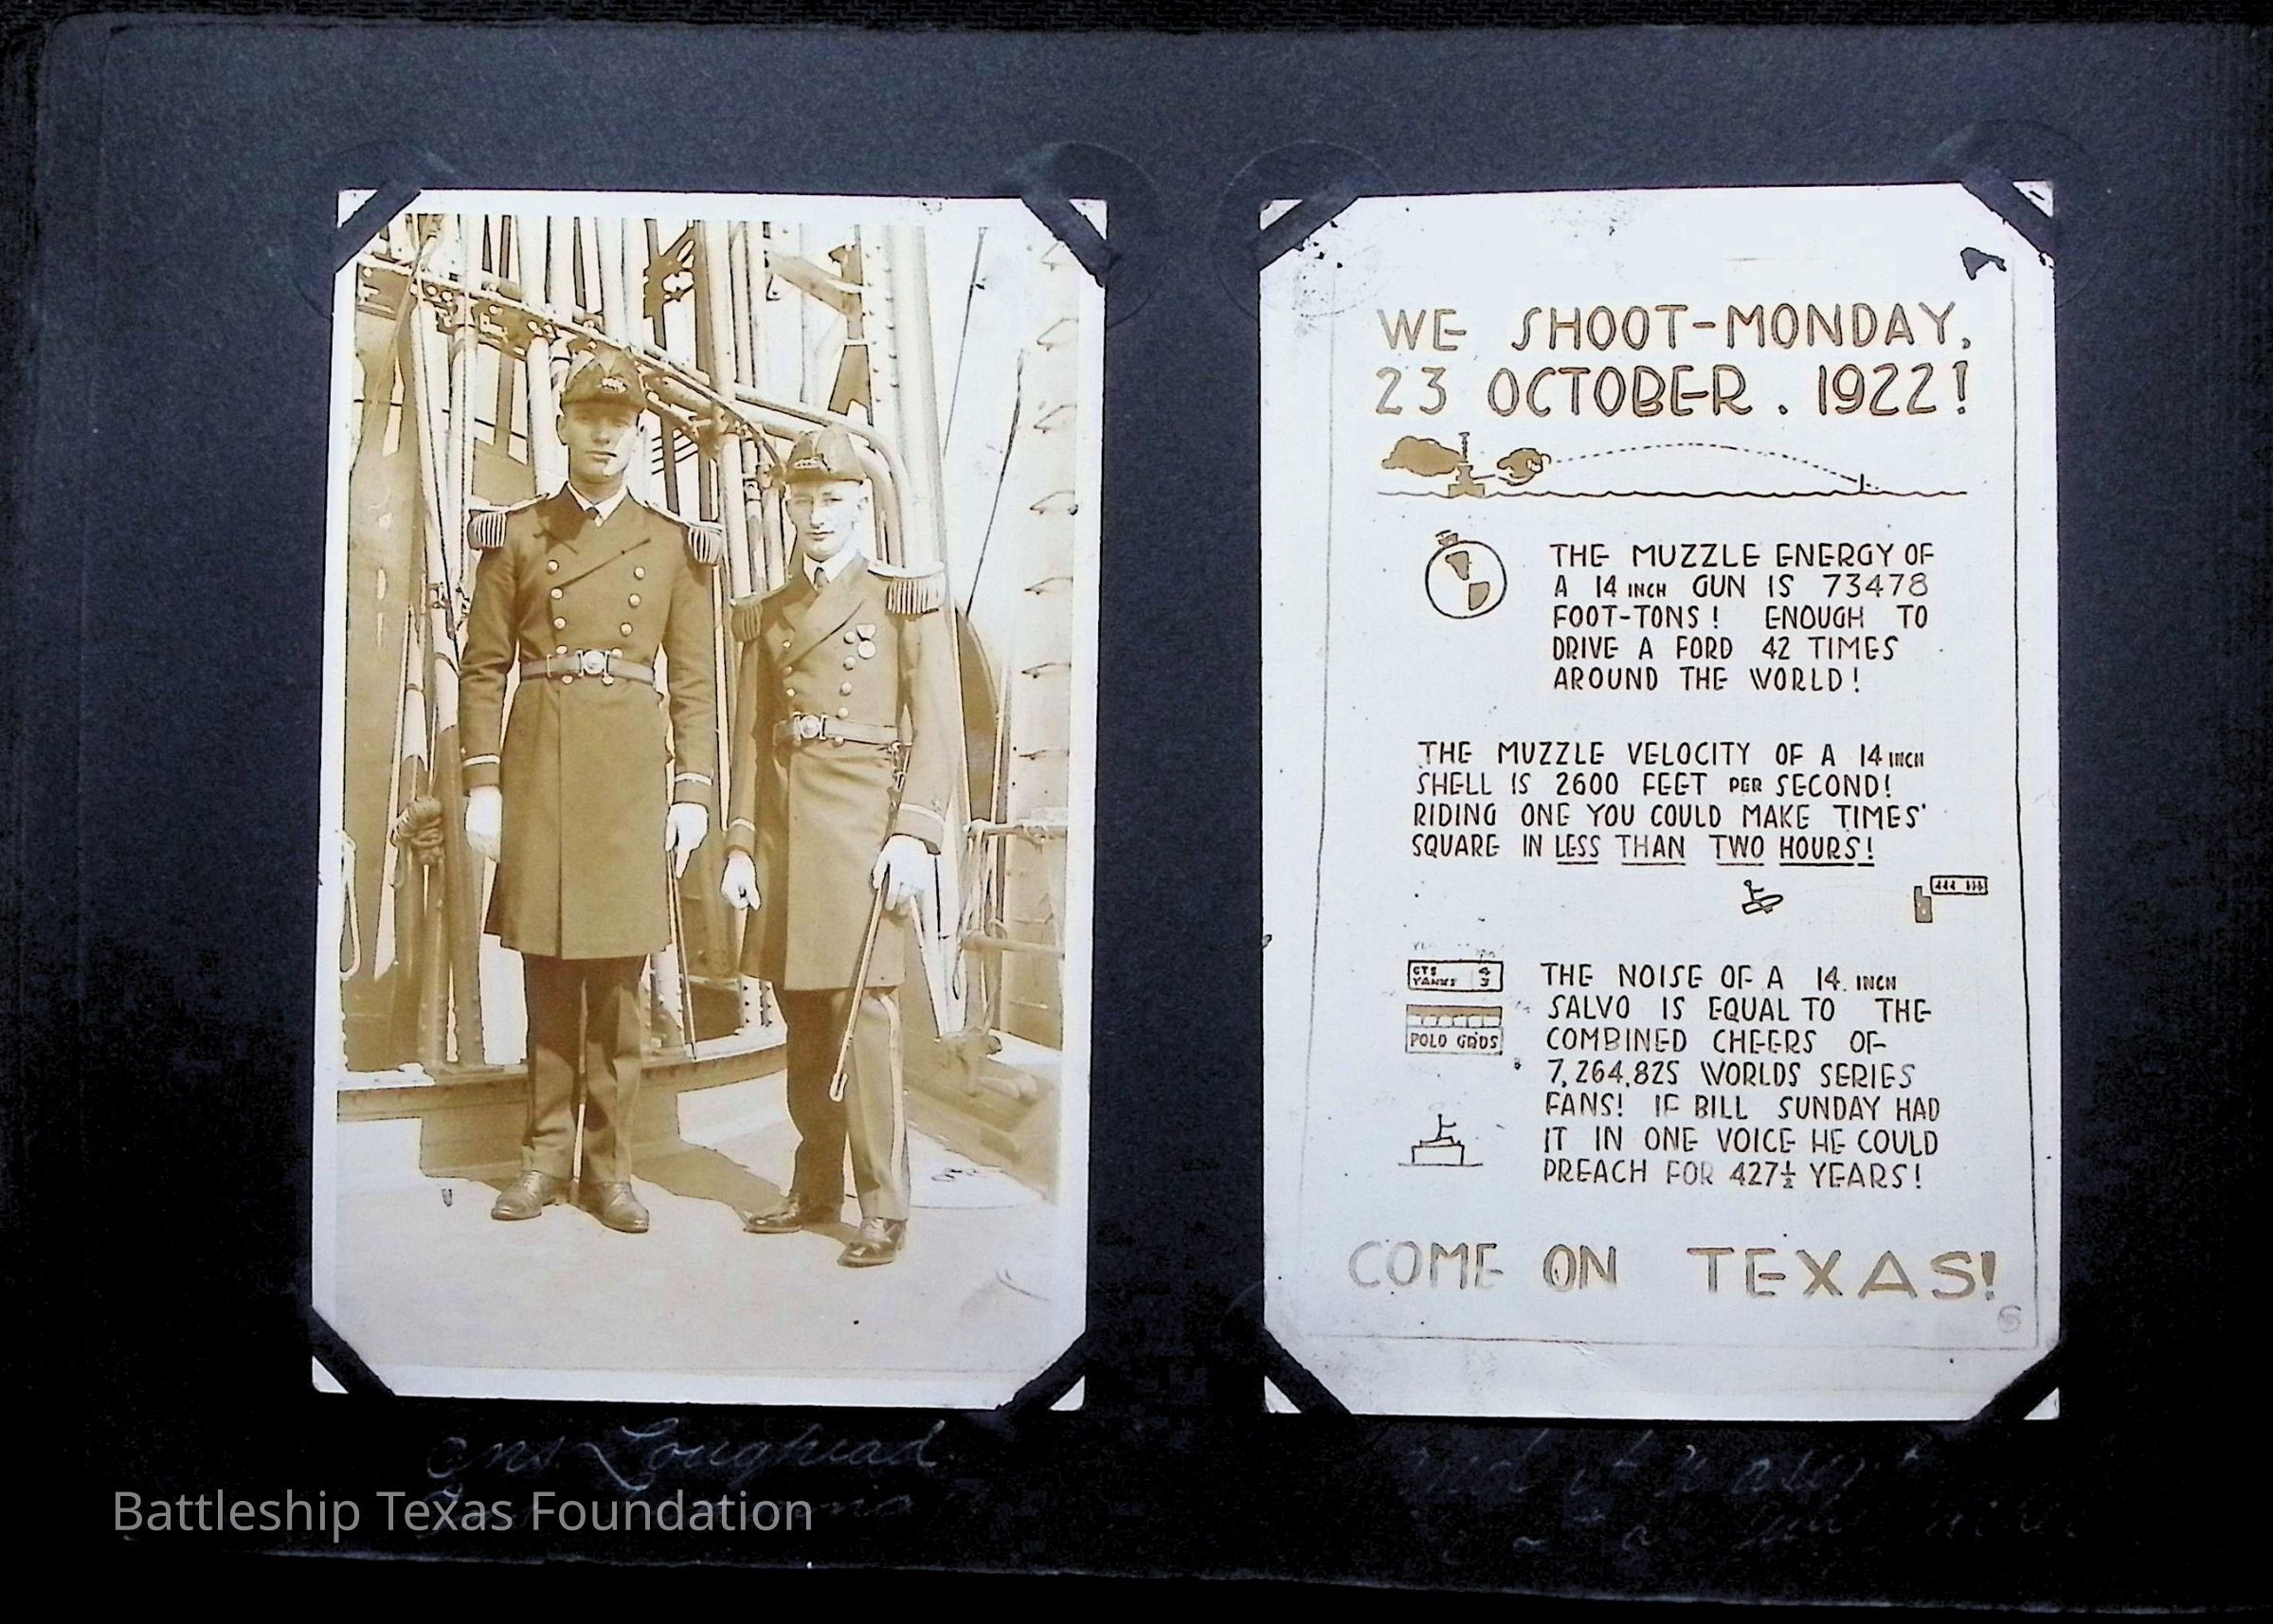 WE SHOOT-MONDAY,
23 OCTOBER. 1922!
THE MUZZLE ENERGY OF
A 14 INCH GUN IS 73478
FOOT-TONS! ENOUGH TO
DRIVE A FORD 42 TIMES
AROUND THE WORLD!
THE MUZZLE VELOCITY OF A 14 INCH
SHELL IS 2600 FEET PER SECOND!
RIDING ONE YOU COULD MAKE TIMES'
SQUARE IN LESS THAN TWO HOURS!
GTS 4
YANKS 3
POLO GRDS
THE NOISE OF A 14. INCH
SALVO IS EQUAL TO THE
COMBINED CHEERS OF
7,264,825 WORLDS SERIES
FANS! IF BILL SUNDAY HAD
IT IN ONE VOICE HE COULD
PREACH FOR 427½ YEARS!
COME ON TEXAS!
Ens Loughead
Battleship Texas Foundation